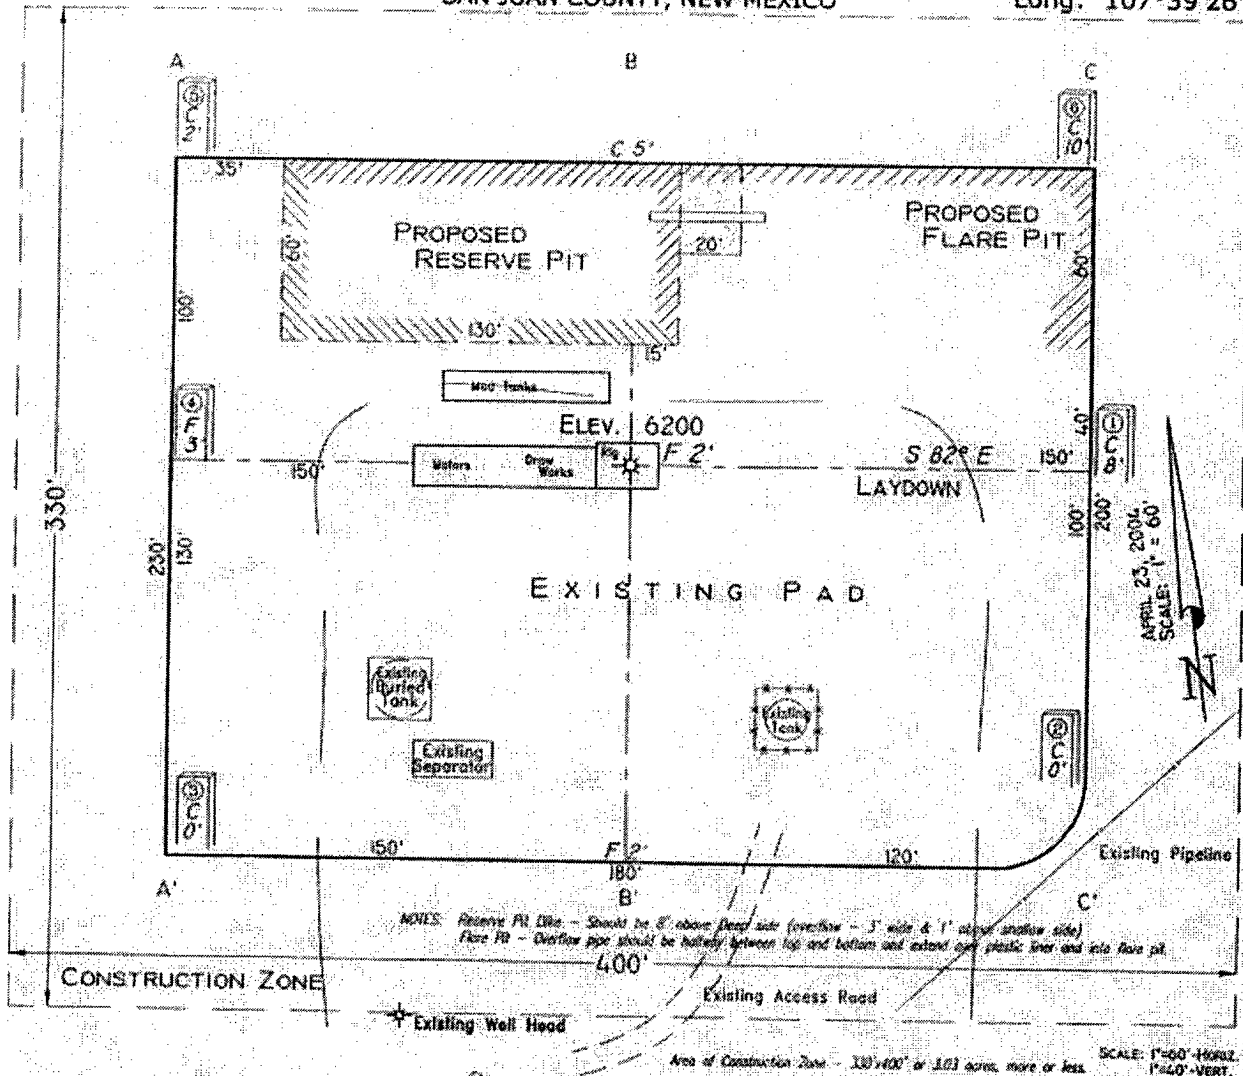 SAN JUAN COUNTY, NEW MEXICO
Long: 107°39'26"
A
B
C
⑤
C
2'
⑥
C
10'
C 5'
35'
PROPOSED
RESERVE PIT
20'
PROPOSED
FLARE PIT
60'
60'
100'
130'
15'
Mud Tanks
④
F
3'
ELEV. 6200
40'
①
C
8'
150'
Motors
Draw
Works
Rig
F 2'
S 82° E
150'
LAYDOWN
330'
230'
130'
100'
200'
APRIL 23, 2004
SCALE: 1" = 60'
EXISTING PAD
N
Existing
Buried
Tank
Existing
Tank
Existing
Separator
②
C
0'
③
C
0'
150'
F 2'
180'
120'
Existing Pipeline
A'
B'
C'
NOTES: Reserve Pit Dike - Should be 8' above Deep side (overflow - 3' wide & 1' above shallow side)
Flare Pit - Overflow pipe should be halfway between top and bottom and extend over plastic liner and into flare pit.
400'
CONSTRUCTION ZONE
Existing Access Road
Existing Well Head
Area of Construction Zone - 330'x400' or 3.03 acres, more or less.
SCALE: 1"=60'-HORIZ.
1"=40'-VERT.